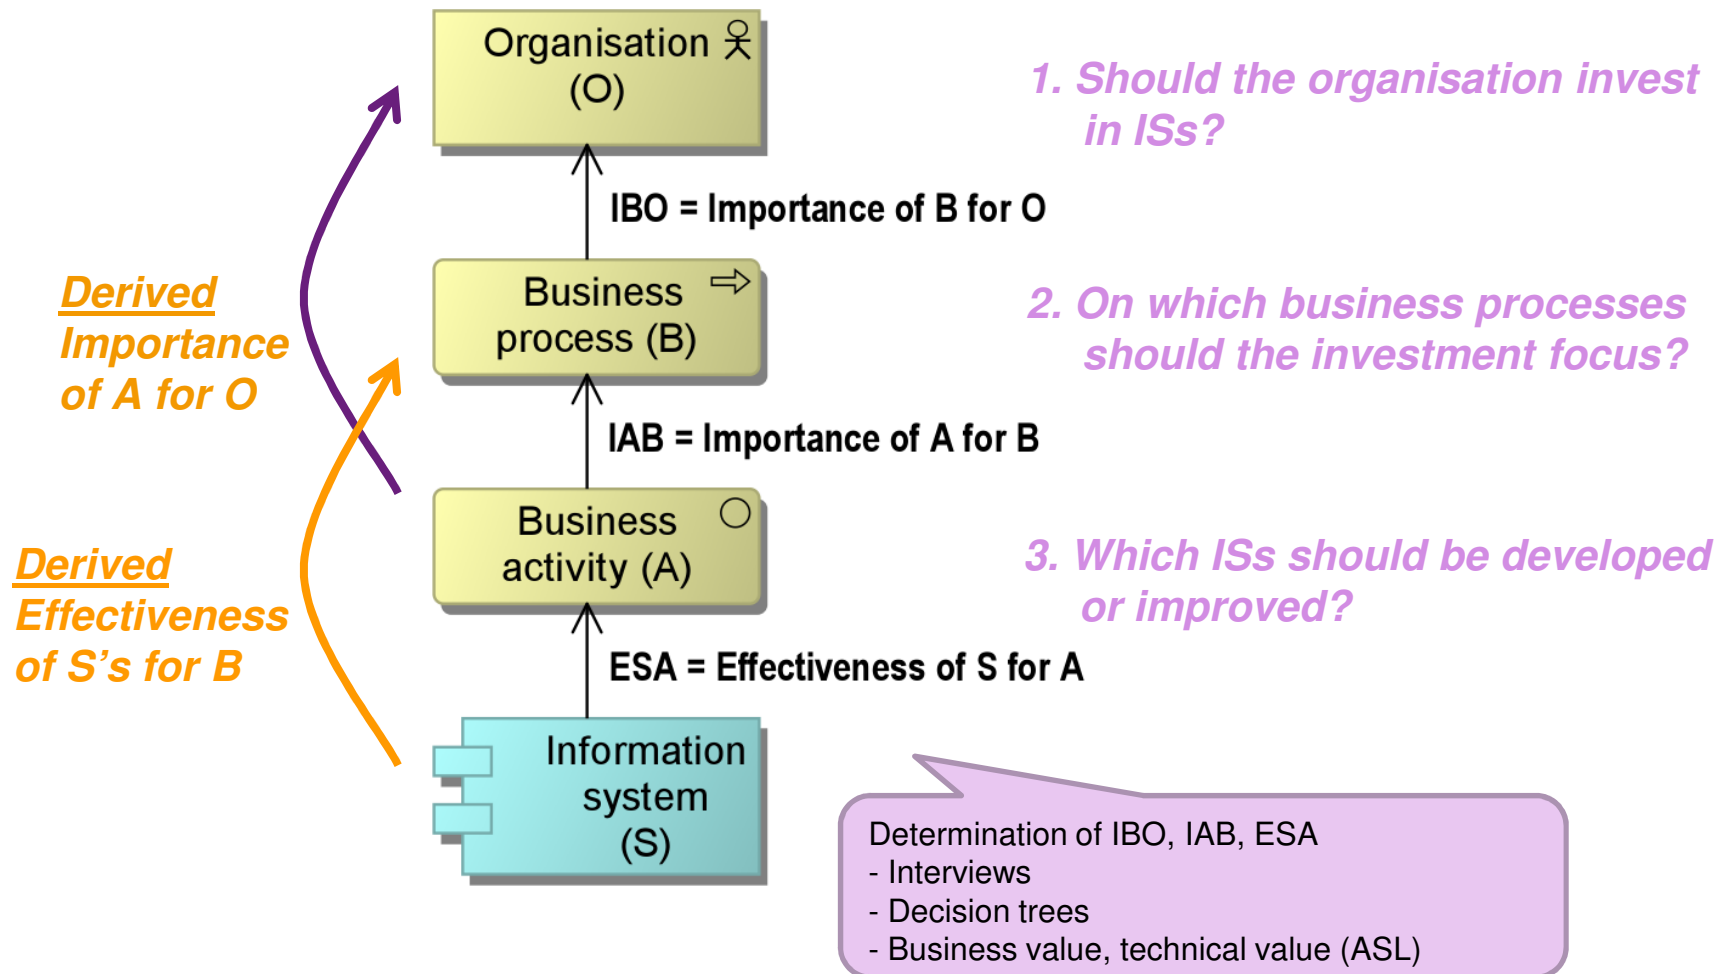 Organisation
(O)
1. Should the organisation invest
in ISs?
IBO = Importance of B for O
Derived
Importance
of A for O
Business
process (B)
2. On which business processes
should the investment focus?
IAB = Importance of A for B
Business
activity (A)
3. Which ISs should be developed
or improved?
Derived
Effectiveness
of S's for B
ESA = Effectiveness of S for A
Information
system
(S)
Determination of IBO, IAB, ESA
- Interviews
- Decision trees
- Business value, technical value (ASL)